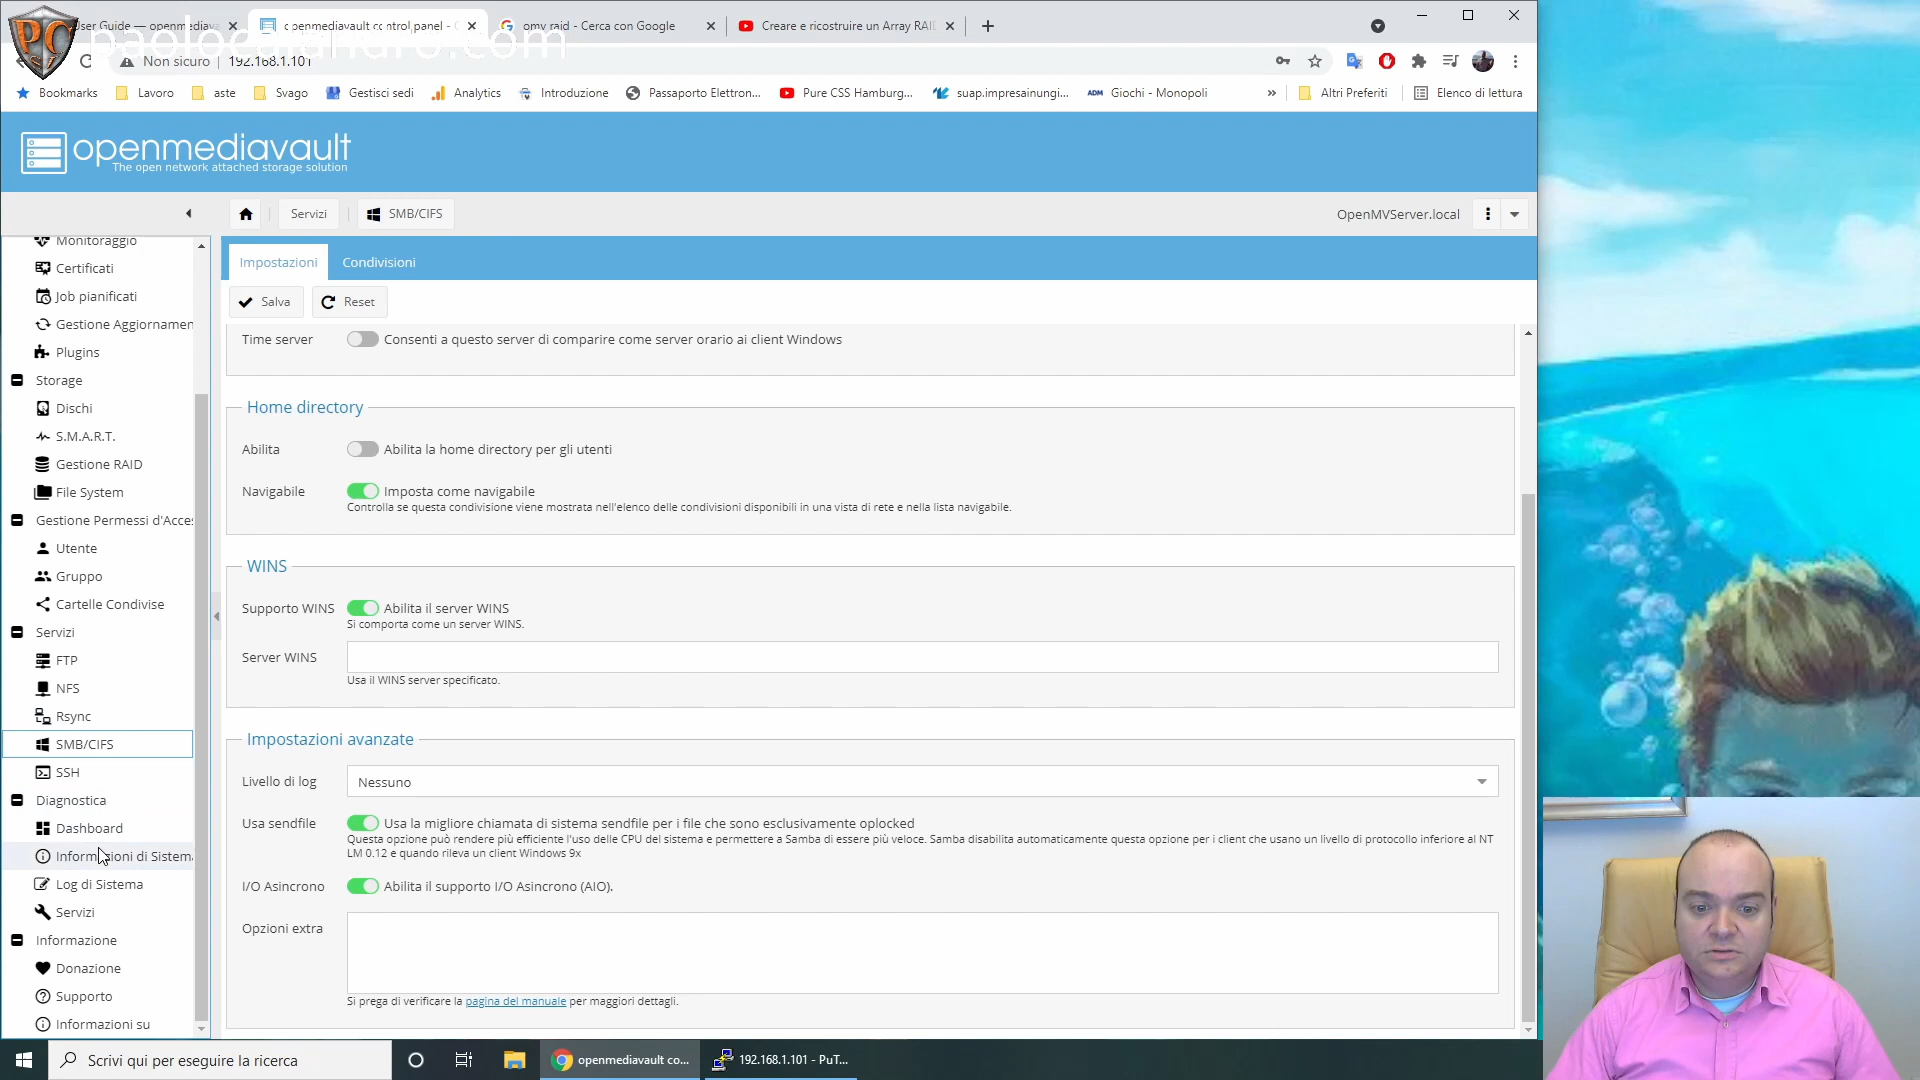 User Guide — openmediava
openmediavault control panel - O
omv raid - Cerca con Google
Creare e ricostruire un Array RAID
PC
Non sicuro
192.168.1.101
Bookmarks
Lavoro
aste
Svago
Gestisci sedi
Analytics
Introduzione
Passaporto Elettron...
Pure CSS Hamburg...
suap.impresainungi...
ADM
Giochi - Monopoli
»
Altri Preferiti
Elenco di lettura
openmediavault
The open network attached storage solution
Servizi
SMB/CIFS
OpenMVServer.local
Monitoraggio
Certificati
Job pianificati
Gestione Aggiornamen
Plugins
Storage
Dischi
S.M.A.R.T.
Gestione RAID
File System
Gestione Permessi d'Acce
Utente
Gruppo
Cartelle Condivise
Servizi
FTP
NFS
Rsync
SMB/CIFS
SSH
Diagnostica
Dashboard
Informazioni di Sistem
Log di Sistema
Servizi
Informazione
Donazione
Supporto
Informazioni su
Impostazioni
Condivisioni
Salva
Reset
Time server
Consenti a questo server di comparire come server orario ai client Windows
Home directory
Abilita
Abilita la home directory per gli utenti
Navigabile
Imposta come navigabile
Controlla se questa condivisione viene mostrata nell'elenco delle condivisioni disponibili in una vista di rete e nella lista navigabile.
WINS
Supporto WINS
Abilita il server WINS
Si comporta come un server WINS.
Server WINS
Usa il WINS server specificato.
Impostazioni avanzate
Livello di log
Nessuno
Usa sendfile
Usa la migliore chiamata di sistema sendfile per i file che sono esclusivamente oplocked
Questa opzione può rendere più efficiente l'uso delle CPU del sistema e permettere a Samba di essere più veloce. Samba disabilita automaticamente questa opzione per i client che usano un livello di protocollo inferiore al NT
LM 0.12 e quando rileva un client Windows 9x
I/O Asincrono
Abilita il supporto I/O Asincrono (AIO).
Opzioni extra
Si prega di verificare la pagina del manuale per maggiori dettagli.
Scrivi qui per eseguire la ricerca
openmediavault co...
192.168.1.101 - PuT...